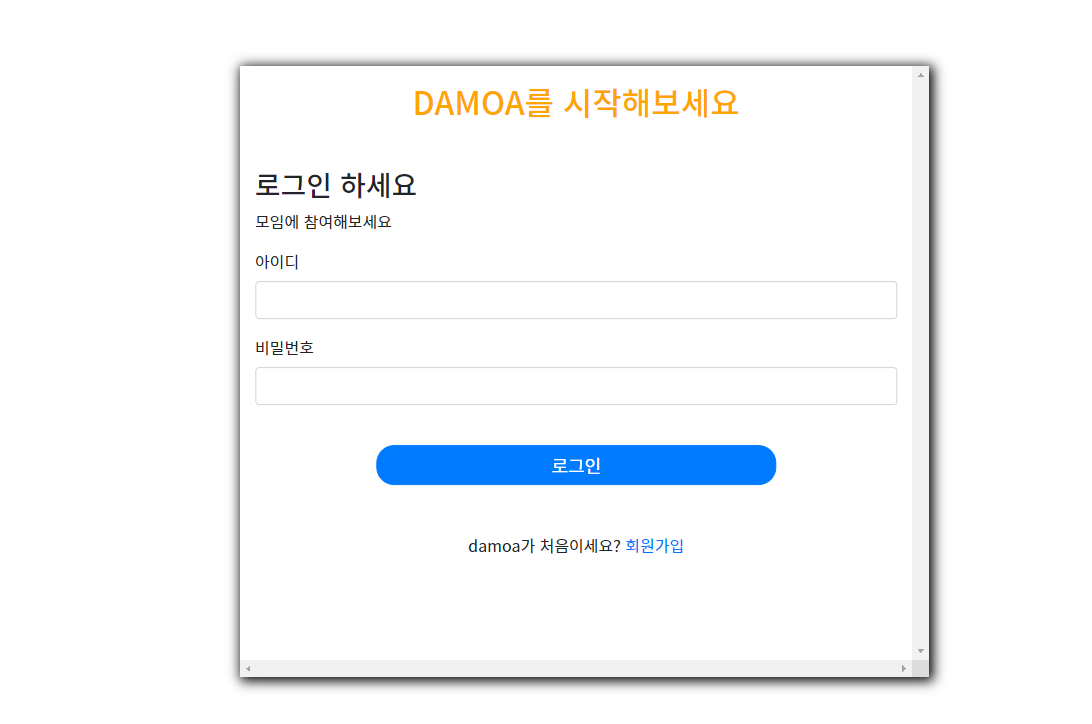 DAMOA를 시작해보세요
로그인 하세요
모임에 참여해보세요
아이디
비밀번호
로그인
damoa가 처음이세요? 회원가입